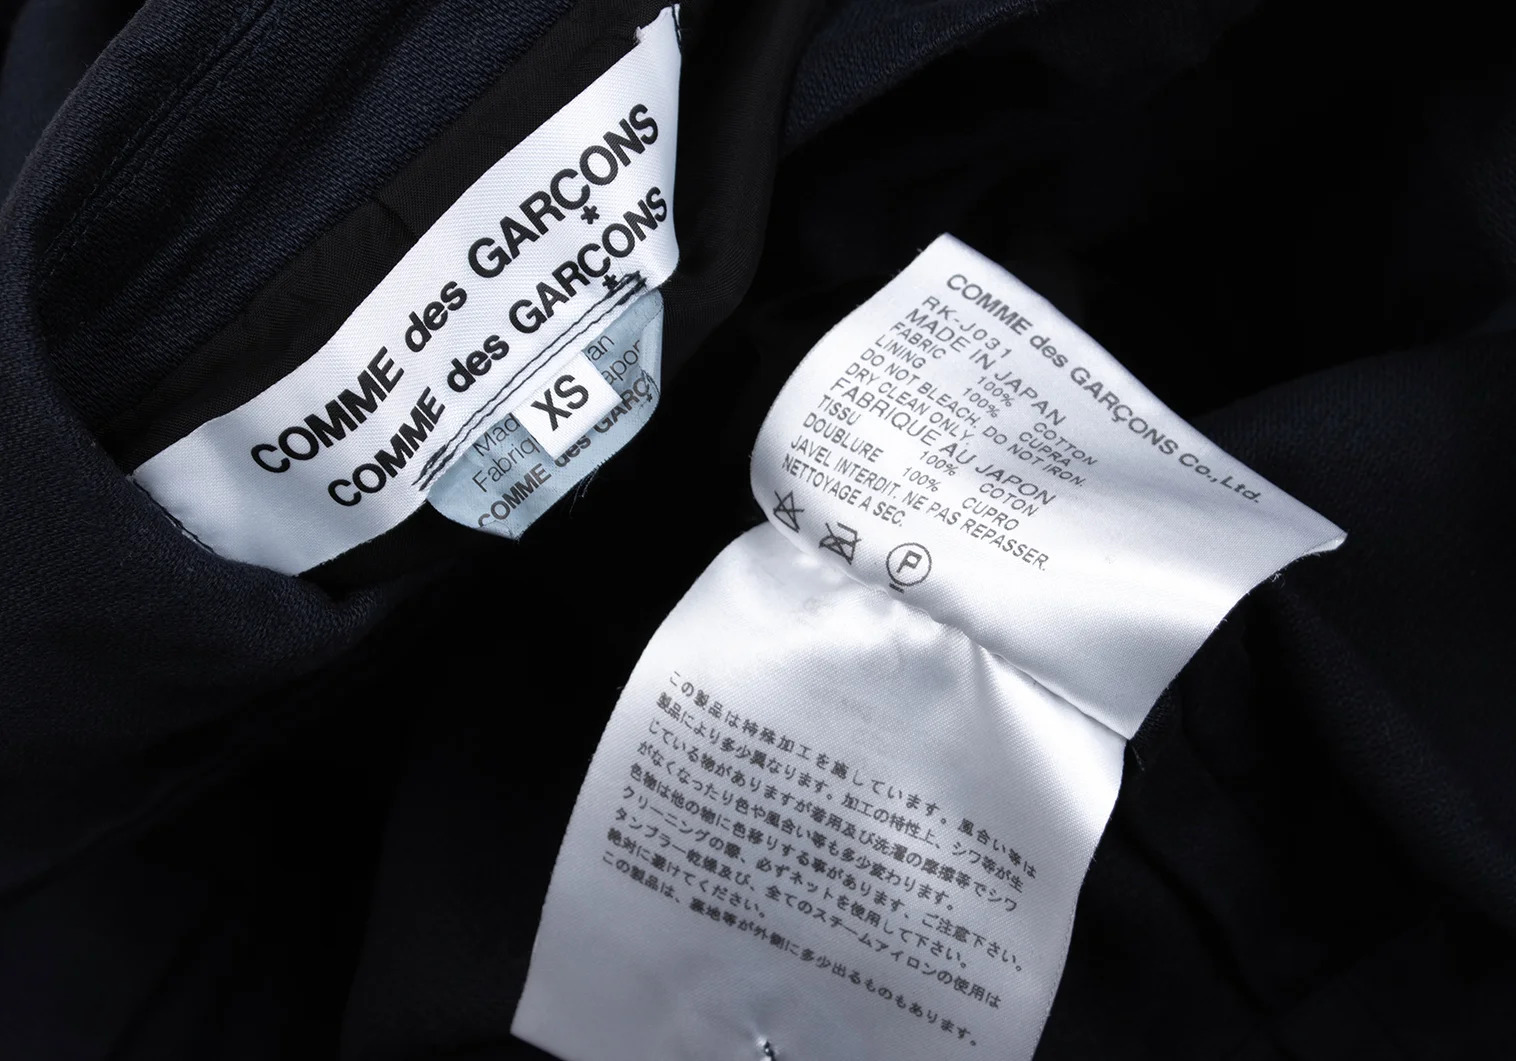 COMME des GARÇONS
COMME des GARÇONS
XS
COMME des GARÇONS Co.,Ltd.
RK-J031
MADE IN JAPAN
FABRIC 100% COTTON
LINING 100% CUPRA
DO NOT BLEACH, DO NOT IRON.
DRY CLEAN ONLY.
FABRIQUE AU JAPON
TISSU 100% COTON
DOUBLURE 100% CUPRO
JAVEL INTERDIT. NE PAS REPASSER.
NETTOYAGE A SEC.
P
この製品は特殊加工を施しています。風合い等は
製品により多少異なります。加工の特性上、シワ等が生
じている物がありますが着用及び洗濯の摩擦等でシワ
がなくなったり色や風合い等も多少変わります。
色物は他の物に色移りする事があります、ご注意下さい。
クリーニングの際、必ずネットを使用して下さい。
タンブラー乾燥及び、全てのスチームアイロンの使用は
絶対に避けてください。
この製品は、裏地等が外側に多少出るものもあります。